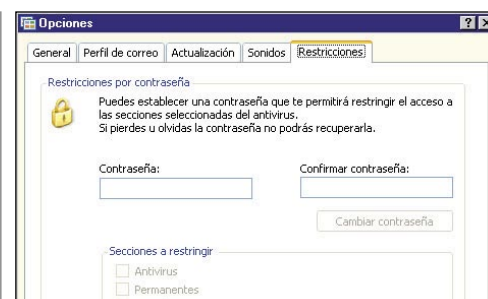 Opciones
General Perfil de correo Actualización Sonidos Restricciones
Restricciones por contraseña
Puedes establecer una contraseña que te permitirá restringir el acceso a
las secciones seleccionadas del antivirus.
Si pierdes u olvidas la contraseña no podrás recuperarla.
Contraseña: Confirmar contraseña:
Cambiar contraseña
Secciones a restringir
Antivirus
Permanentes